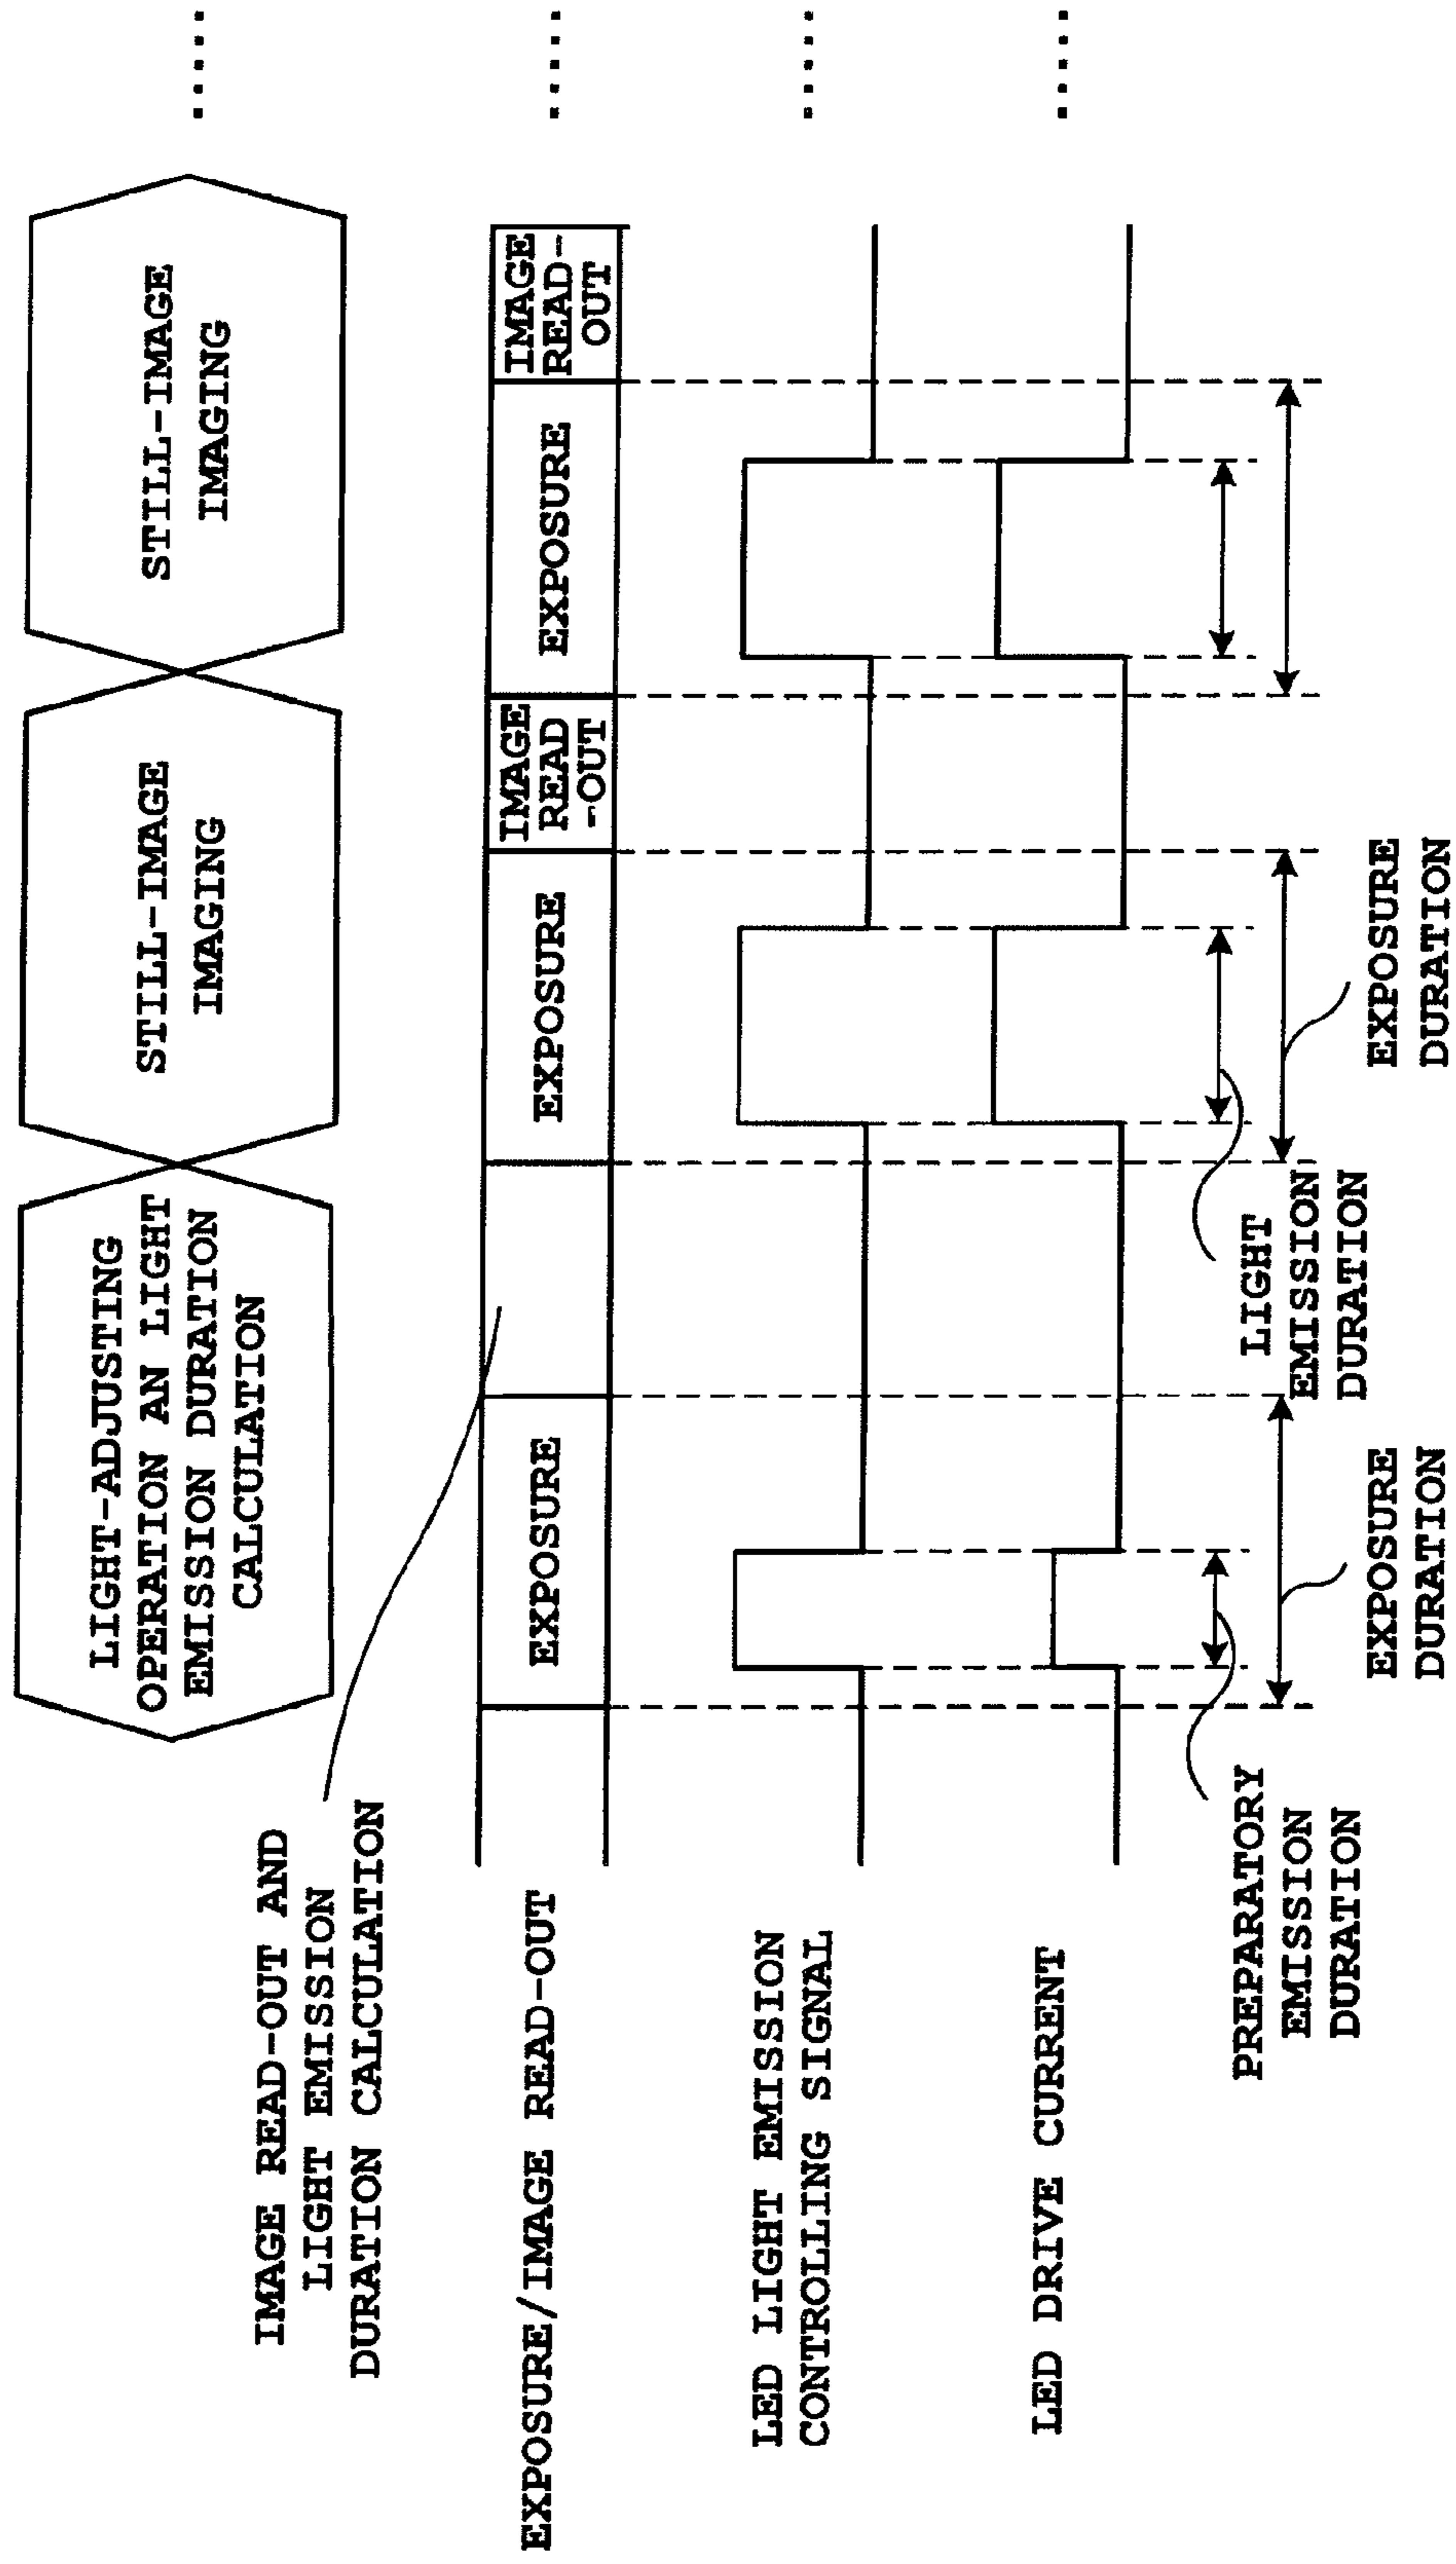 LIGHT-ADJUSTING
OPERATION AN LIGHT
EMISSION DURATION
CALCULATION
STILL-IMAGE
IMAGING
STILL-IMAGE
IMAGING
.....
IMAGE READ-OUT AND
LIGHT EMISSION
DURATION CALCULATION
EXPOSURE/IMAGE READ-OUT
EXPOSURE
EXPOSURE
IMAGE
READ
-OUT
EXPOSURE
IMAGE
READ-
OUT
.....
LED LIGHT EMISSION
CONTROLLING SIGNAL
.....
LED DRIVE CURRENT
.....
PREPARATORY
EMISSION
DURATION
EXPOSURE
DURATION
LIGHT
EMISSION
DURATION
EXPOSURE
DURATION